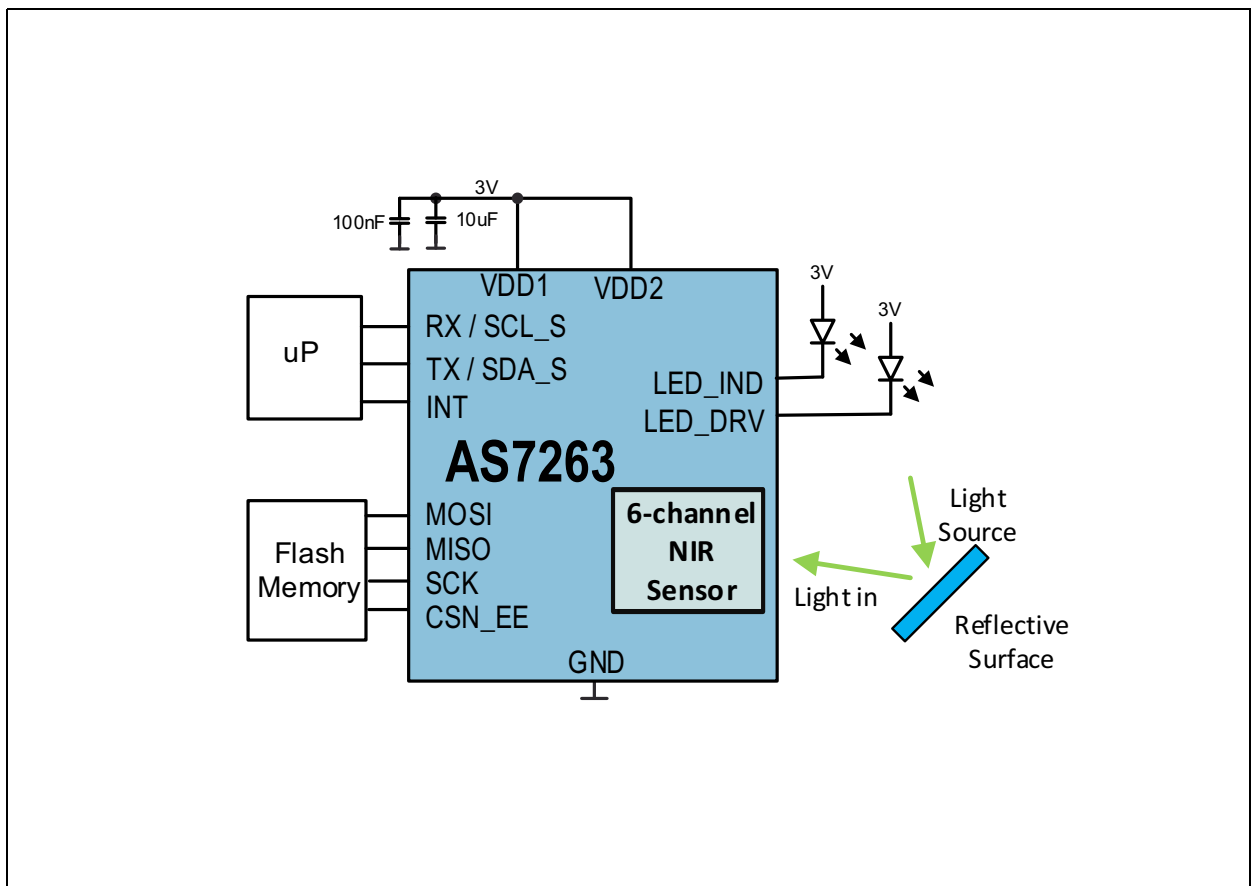 3V
100nF
10uF
VDD1
VDD2
3V
3V
uP
RX / SCL_S
TX / SDA_S
INT
LED_IND
LED_DRV
AS7263
Flash
Memory
MOSI
MISO
SCK
CSN_EE
6-channel
NIR
Sensor
Light
Source
Light in
Reflective
Surface
GND